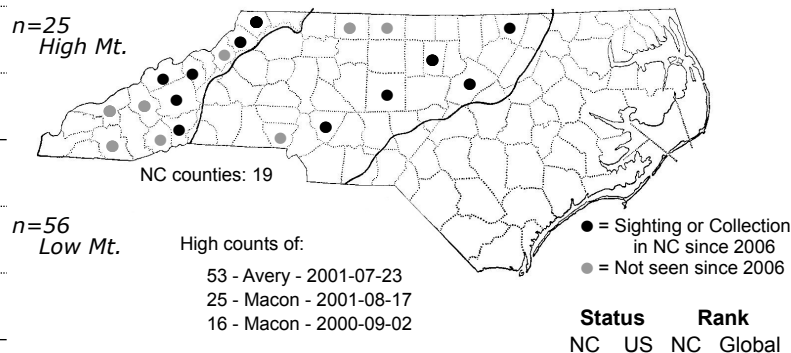 n=25
High Mt.
NC counties: 19
n=56
Low Mt.
High counts of:
53 - Avery - 2001-07-23
25 - Macon - 2001-08-17
16 - Macon - 2000-09-02
= Sighting or Collection
in NC since 2006
= Not seen since 2006
Status Rank
NC US NC Global